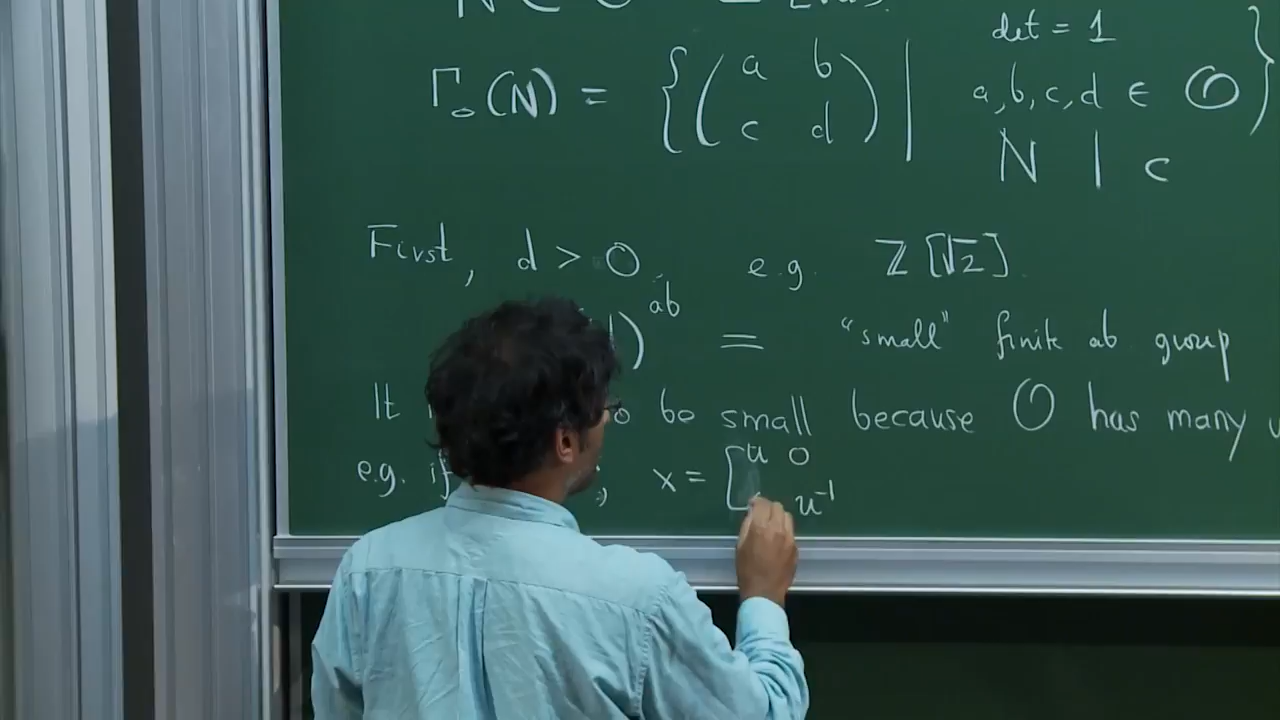 Γ₀(N) = { ( a b
c d ) | det = 1
a, b, c, d ∈ O
N | c }
First, d > 0 e.g. Z[√2].
)^ab = "small" finite ab group
It be small because O has many
e.g. if , x = [ u 0
u⁻¹